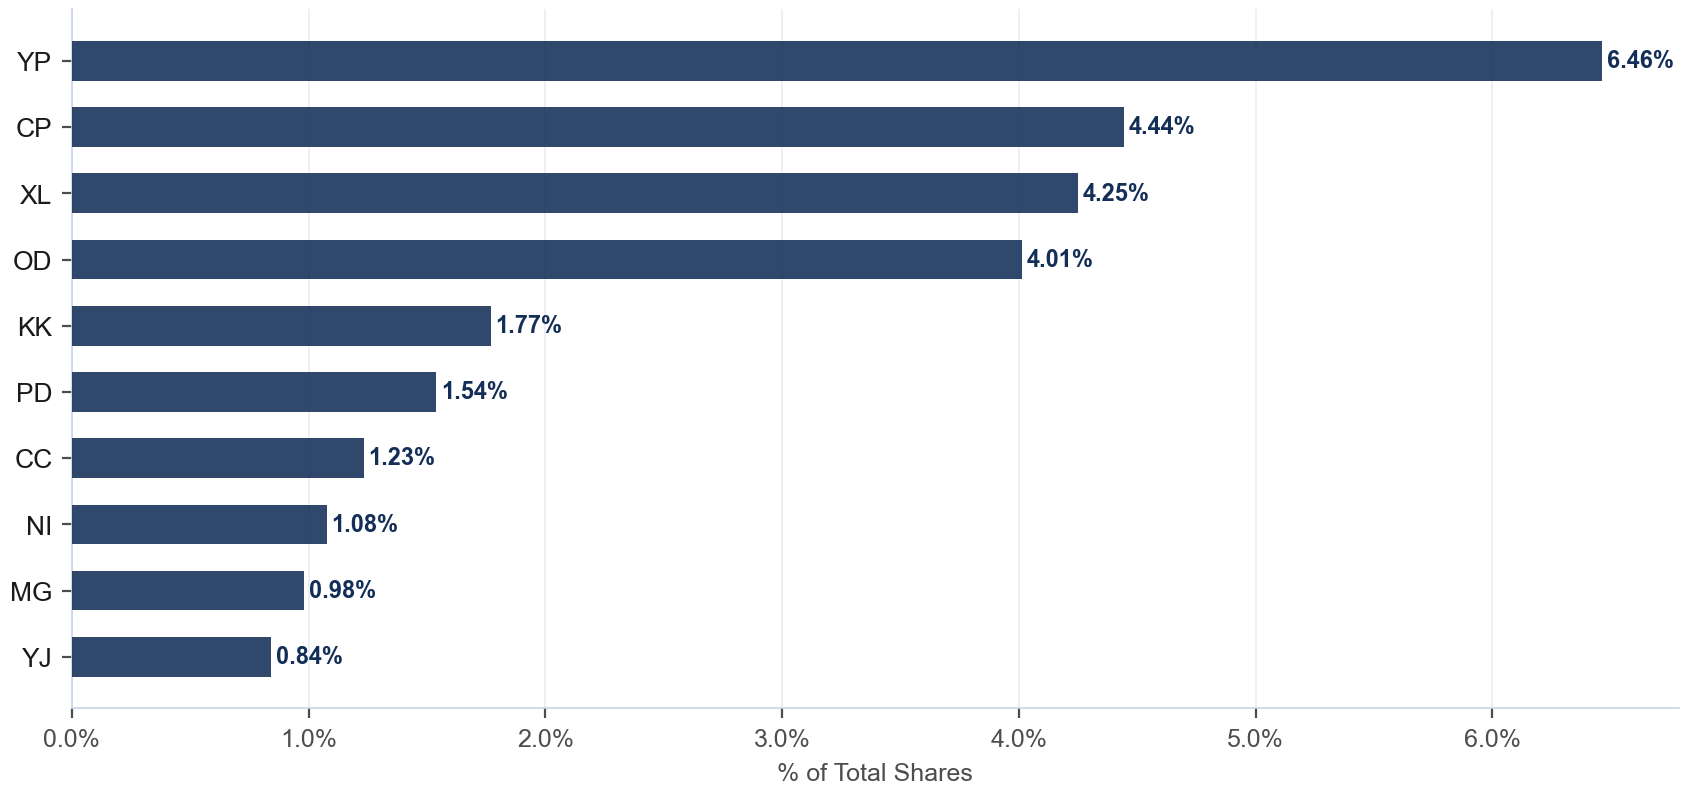 YP 6.46%
CP 4.44%
XL 4.25%
OD 4.01%
KK 1.77%
PD 1.54%
CC 1.23%
NI 1.08%
MG 0.98%
YJ 0.84%
0.0% 1.0% 2.0% 3.0% 4.0% 5.0% 6.0%
% of Total Shares